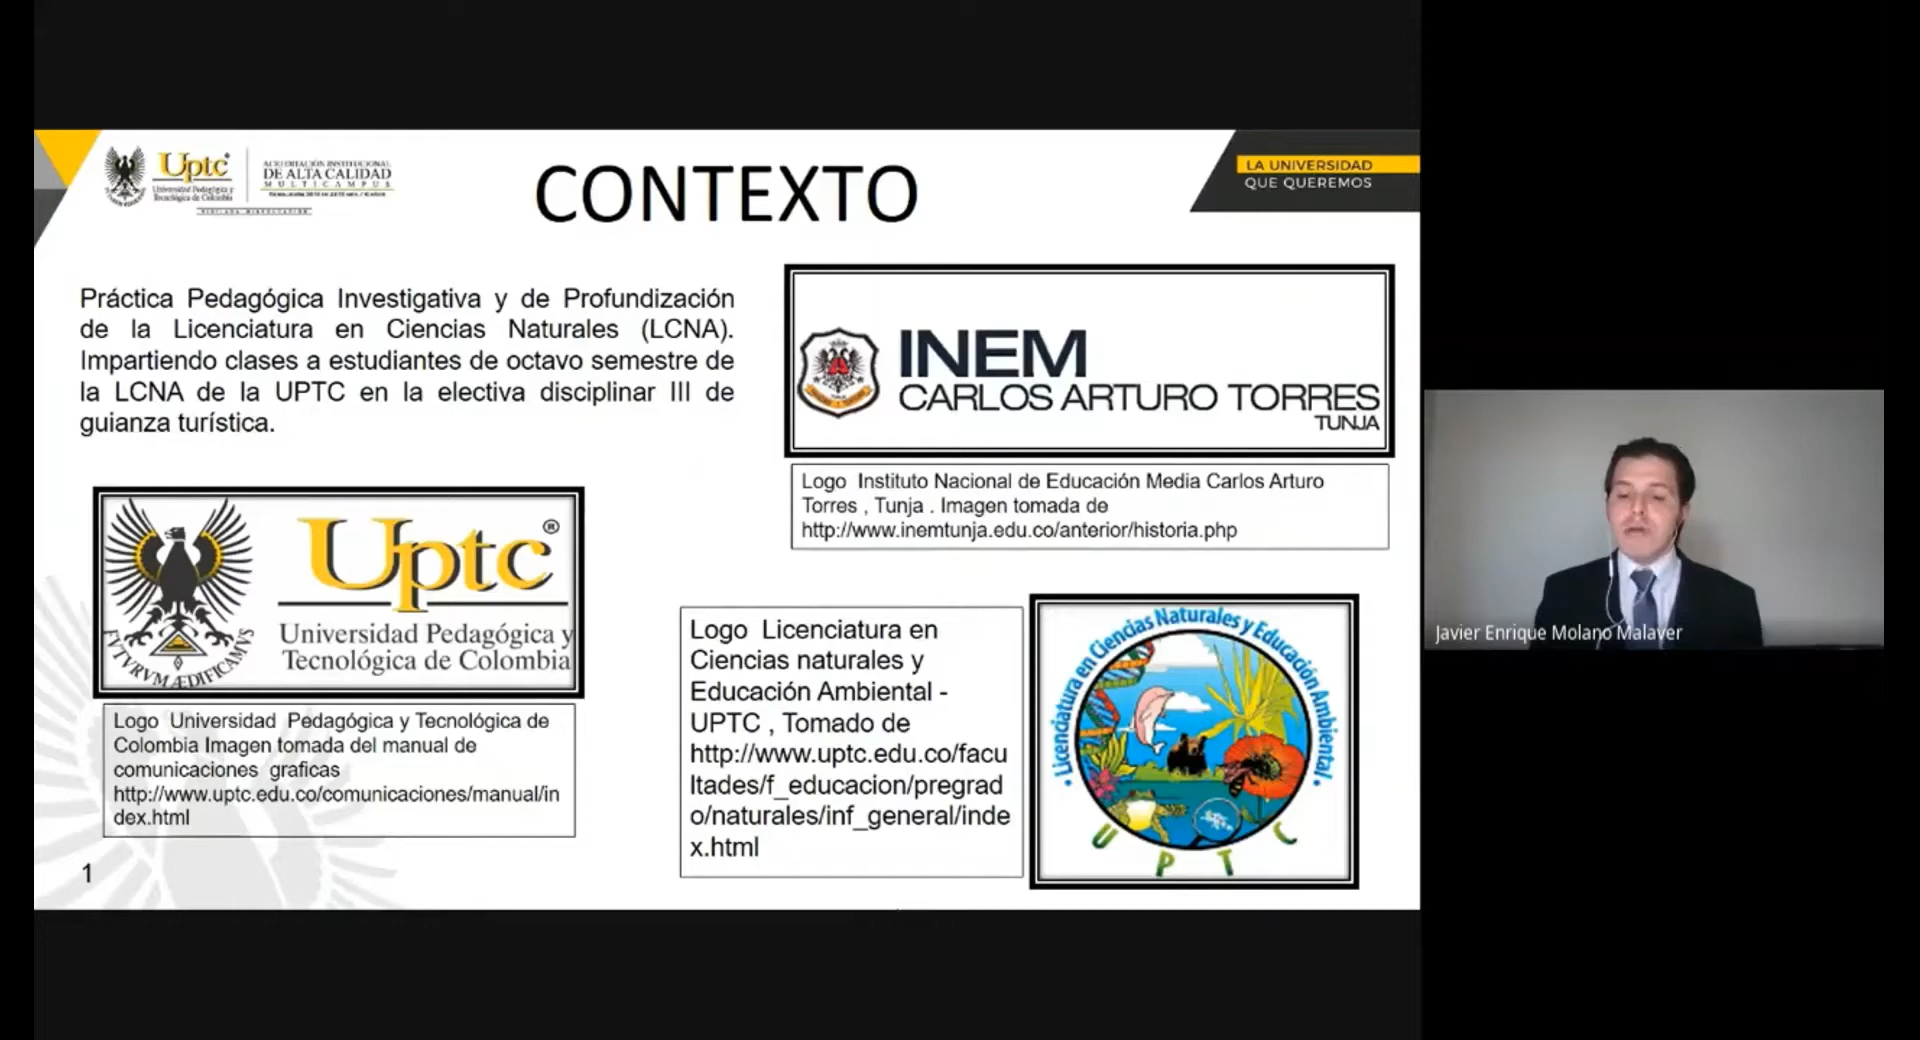 Uptc
Universidad Pedagógica y
Tecnológica de Colombia
ACREDITACIÓN INSTITUCIONAL
DE ALTA CALIDAD
MULTICAMPUS
CONTEXTO
LA UNIVERSIDAD
QUE QUEREMOS
Práctica Pedagógica Investigativa y de Profundización
de la Licenciatura en Ciencias Naturales (LCNA).
Impartiendo clases a estudiantes de octavo semestre de
la LCNA de la UPTC en la electiva disciplinar III de
guianza turística.
INEM
CARLOS ARTURO TORRES
TUNJA
Logo Instituto Nacional de Educación Media Carlos Arturo
Torres , Tunja . Imagen tomada de
http://www.inemtunja.edu.co/anterior/historia.php
Uptc®
Universidad Pedagógica y
Tecnológica de Colombia
FVTVRVM ÆDIFICAMVS
Logo Universidad Pedagógica y Tecnológica de
Colombia Imagen tomada del manual de
comunicaciones graficas
http://www.uptc.edu.co/comunicaciones/manual/in
dex.html
Logo Licenciatura en
Ciencias naturales y
Educación Ambiental -
UPTC , Tomado de
http://www.uptc.edu.co/facu
ltades/f_educacion/pregrad
o/naturales/inf_general/inde
x.html
· Licenciatura en Ciencias Naturales y Educación Ambiental ·
U P T C
1
Javier Enrique Molano Malaver